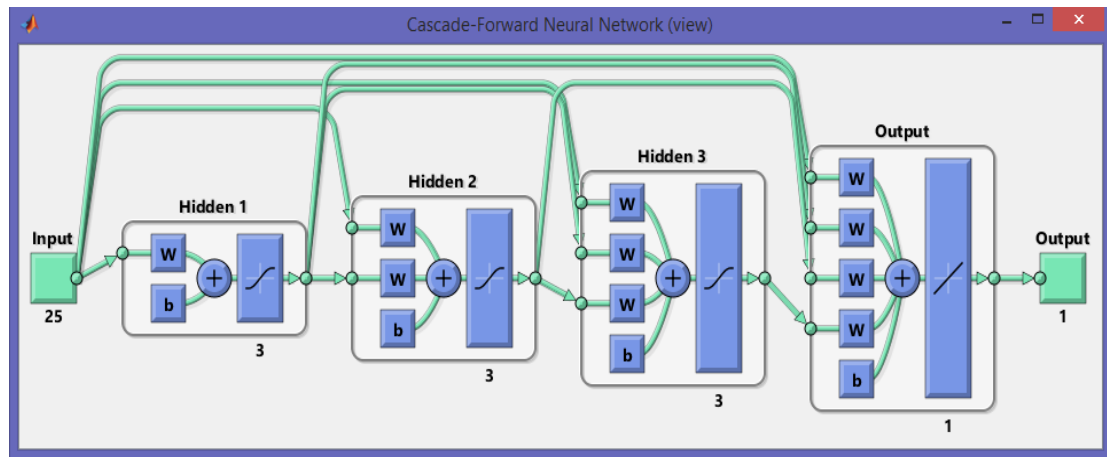 Cascade-Forward Neural Network (view)
Input
25
Hidden 1
W
b
+
3
Hidden 2
W
W
b
+
3
Hidden 3
W
W
W
b
+
3
Output
W
W
W
W
b
+
1
Output
1